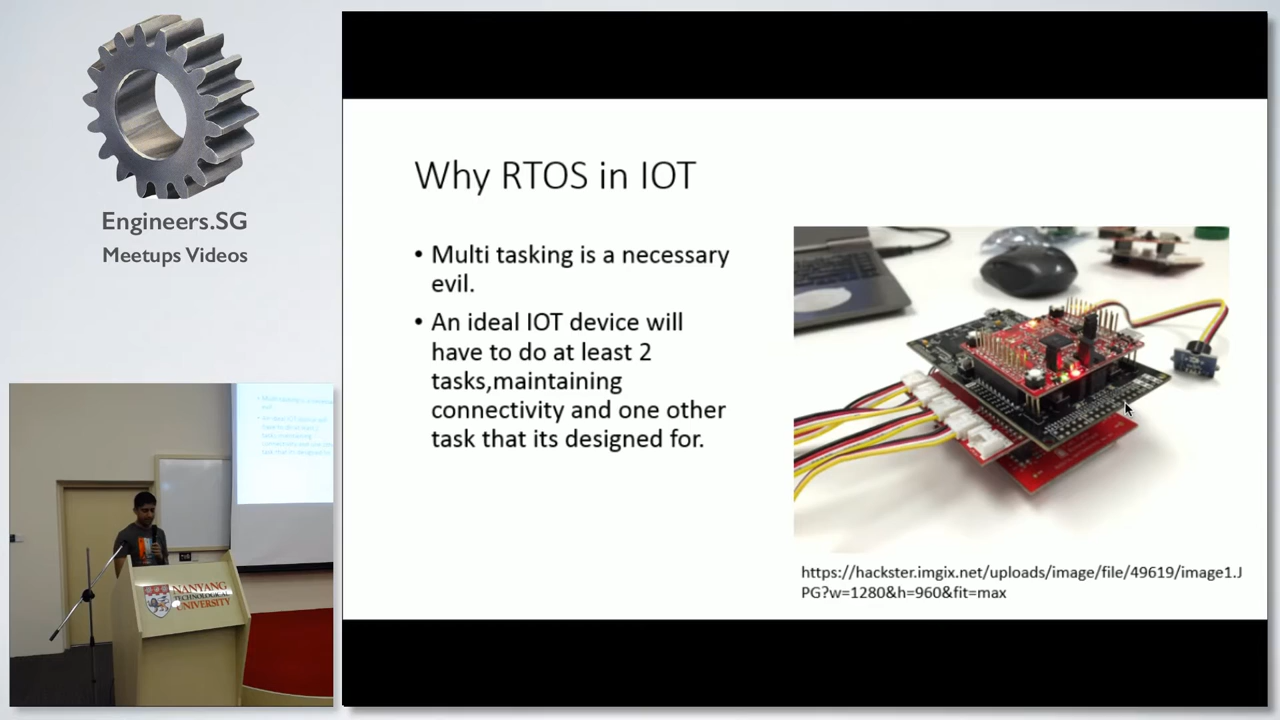 Engineers.SG
Meetups Videos
Why RTOS in IOT
• Multi tasking is a necessary
evil.
• An ideal IOT device will
have to do at least 2
tasks,maintaining
connectivity and one other
task that its designed for.
https://hackster.imgix.net/uploads/image/file/49619/image1.J
PG?w=1280&h=960&fit=max
NANYANG
TECHNOLOGICAL
UNIVERSITY